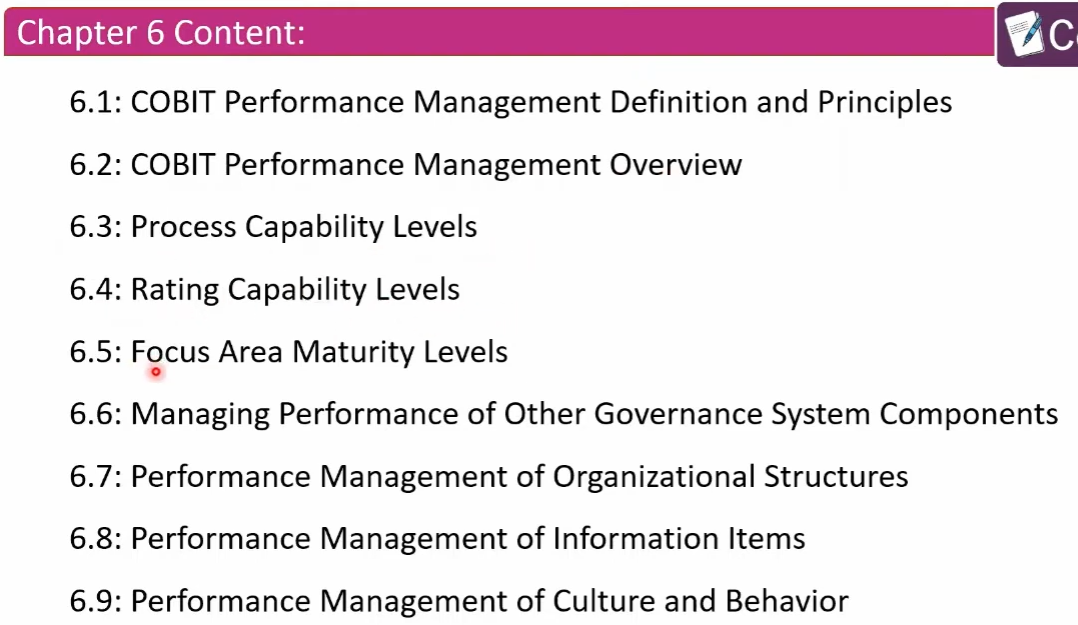 Chapter 6 Content:
6.1: COBIT Performance Management Definition and Principles
6.2: COBIT Performance Management Overview
6.3: Process Capability Levels
6.4: Rating Capability Levels
6.5: Focus Area Maturity Levels
6.6: Managing Performance of Other Governance System Components
6.7: Performance Management of Organizational Structures
6.8: Performance Management of Information Items
6.9: Performance Management of Culture and Behavior